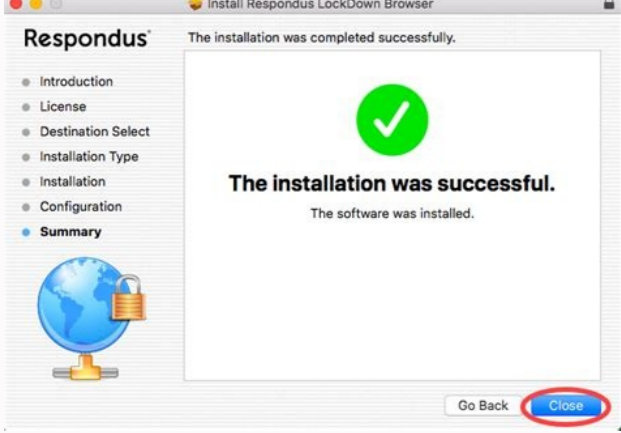 Install Respondus LockDown Browser
Respondus
The installation was completed successfully.
Introduction
License
Destination Select
Installation Type
Installation
Configuration
Summary
The installation was successful.
The software was installed.
Go Back
Close